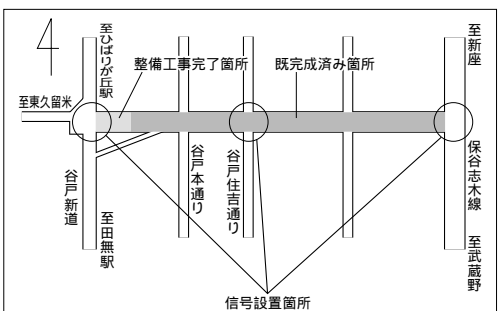 至ひばりが丘駅
整備工事完了箇所
既完成済み箇所
至新座
至東久留米
谷戸新道
至田無駅
谷戸本通り
谷戸住吉通り
保谷志木線
至武蔵野
信号設置箇所